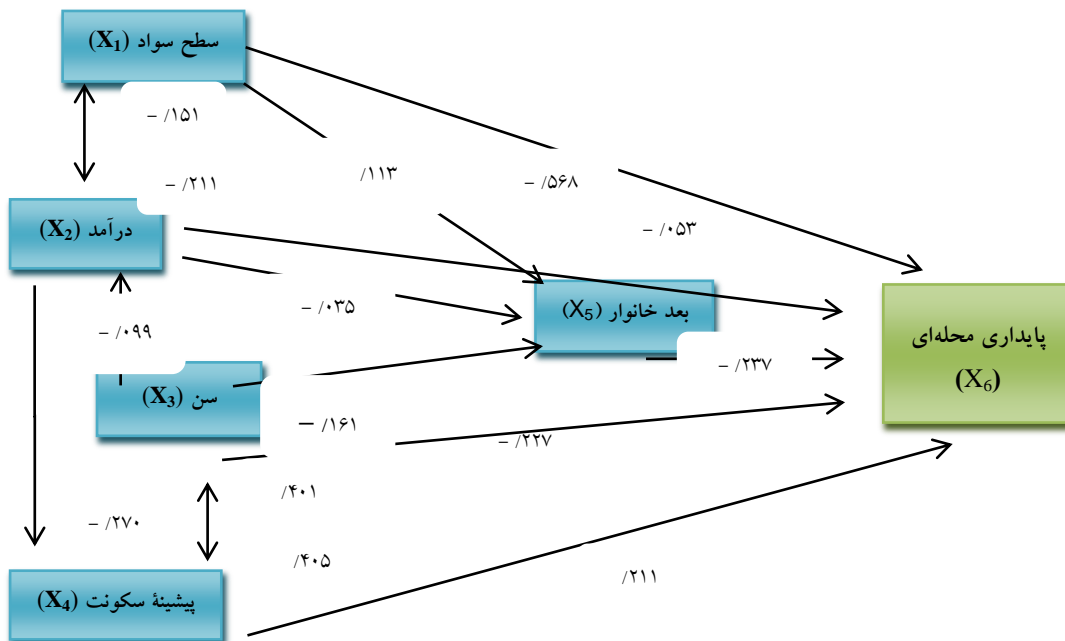 سطح سواد (X₁)
– /۱۵۱
– /۲۱۱
/۱۱۳
– /۵۶۸
– /۰۵۳
درآمد (X₂)
– /۰۳۵
– /۰۹۹
بعد خانوار (X₅)
– /۲۳۷
پایداری محله‌ای
(X₆)
سن (X₃)
– /۱۶۱
– /۲۲۷
/۴۰۱
– /۲۷۰
/۴۰۵
/۲۱۱
پیشینهٔ سکونت (X₄)